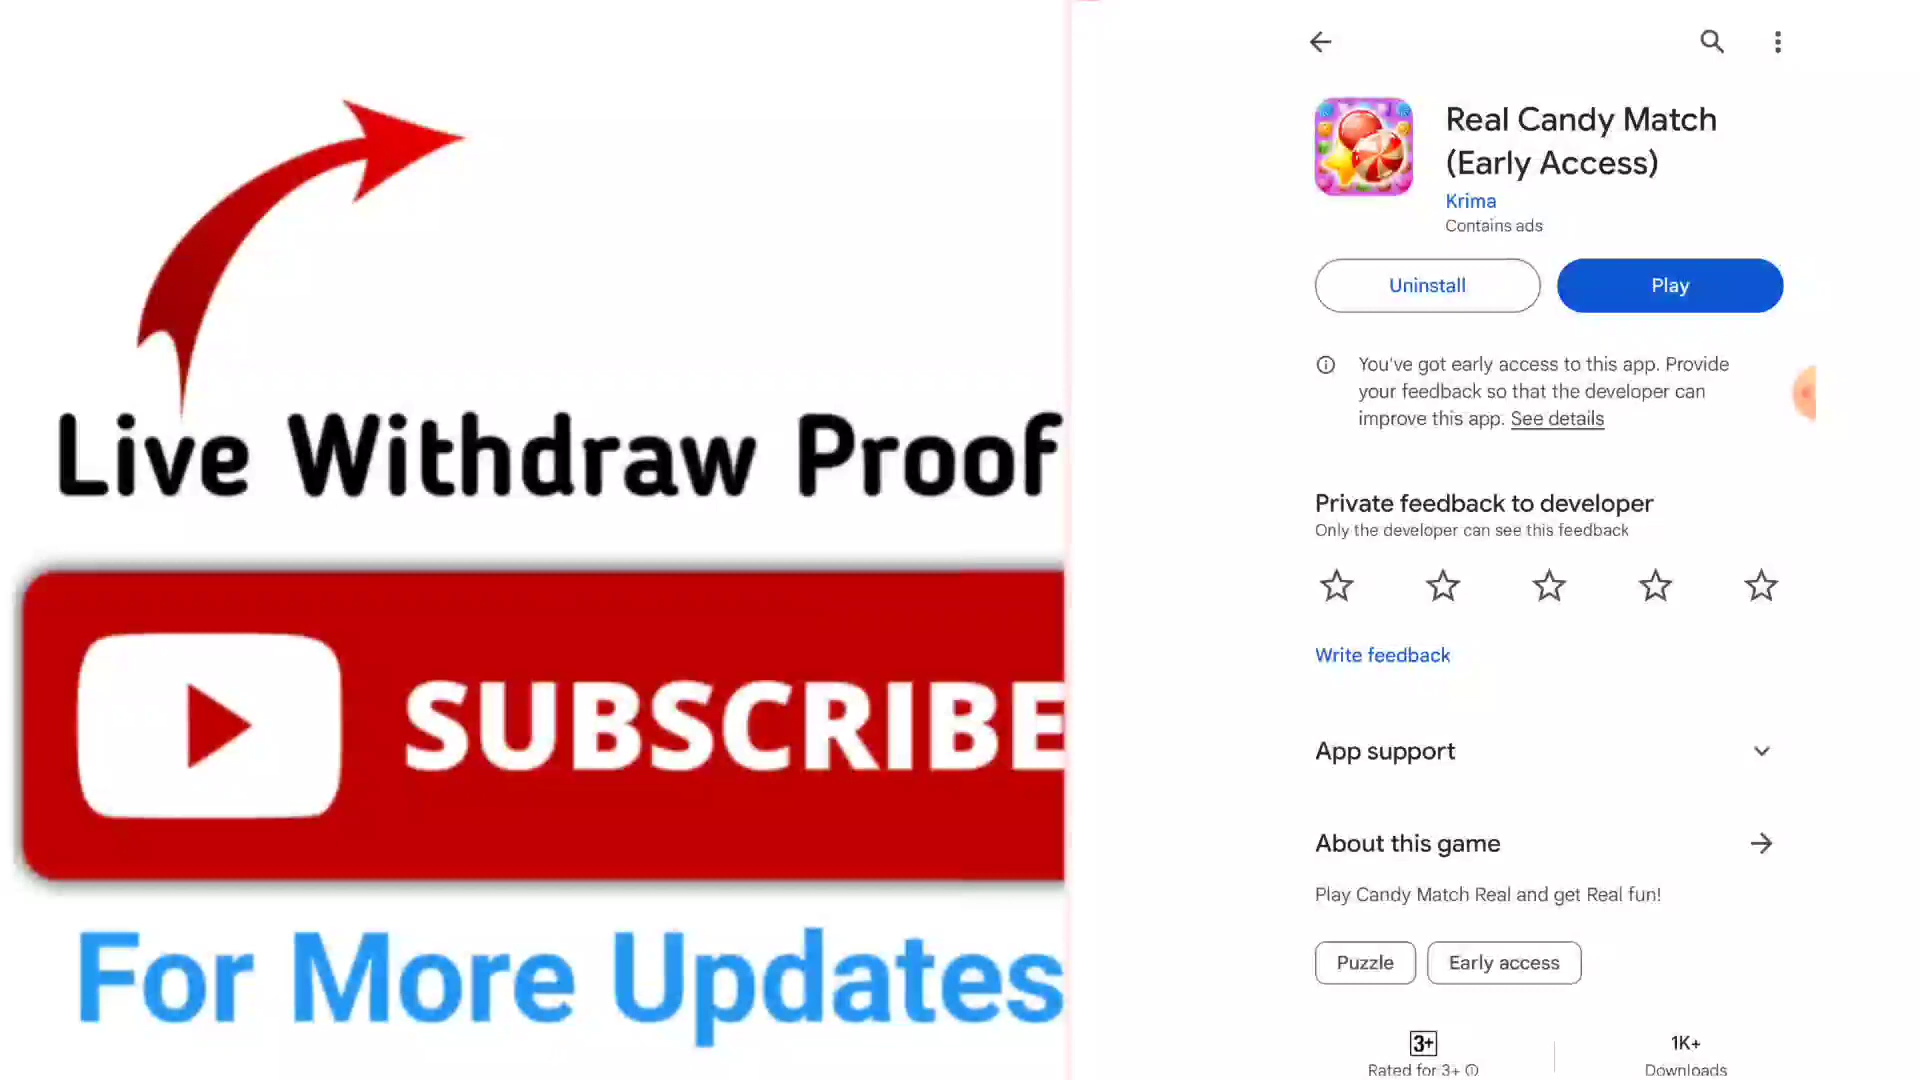 Live Withdraw Proof
SUBSCRIBE
For More Updates
Real Candy Match
(Early Access)
Krima
Contains ads
Uninstall
Play
You've got early access to this app. Provide
your feedback so that the developer can
improve this app. See details
Private feedback to developer
Only the developer can see this feedback
Write feedback
App support
About this game
Play Candy Match Real and get Real fun!
Puzzle
Early access
3+
Rated for 3+
1K+
Downloads